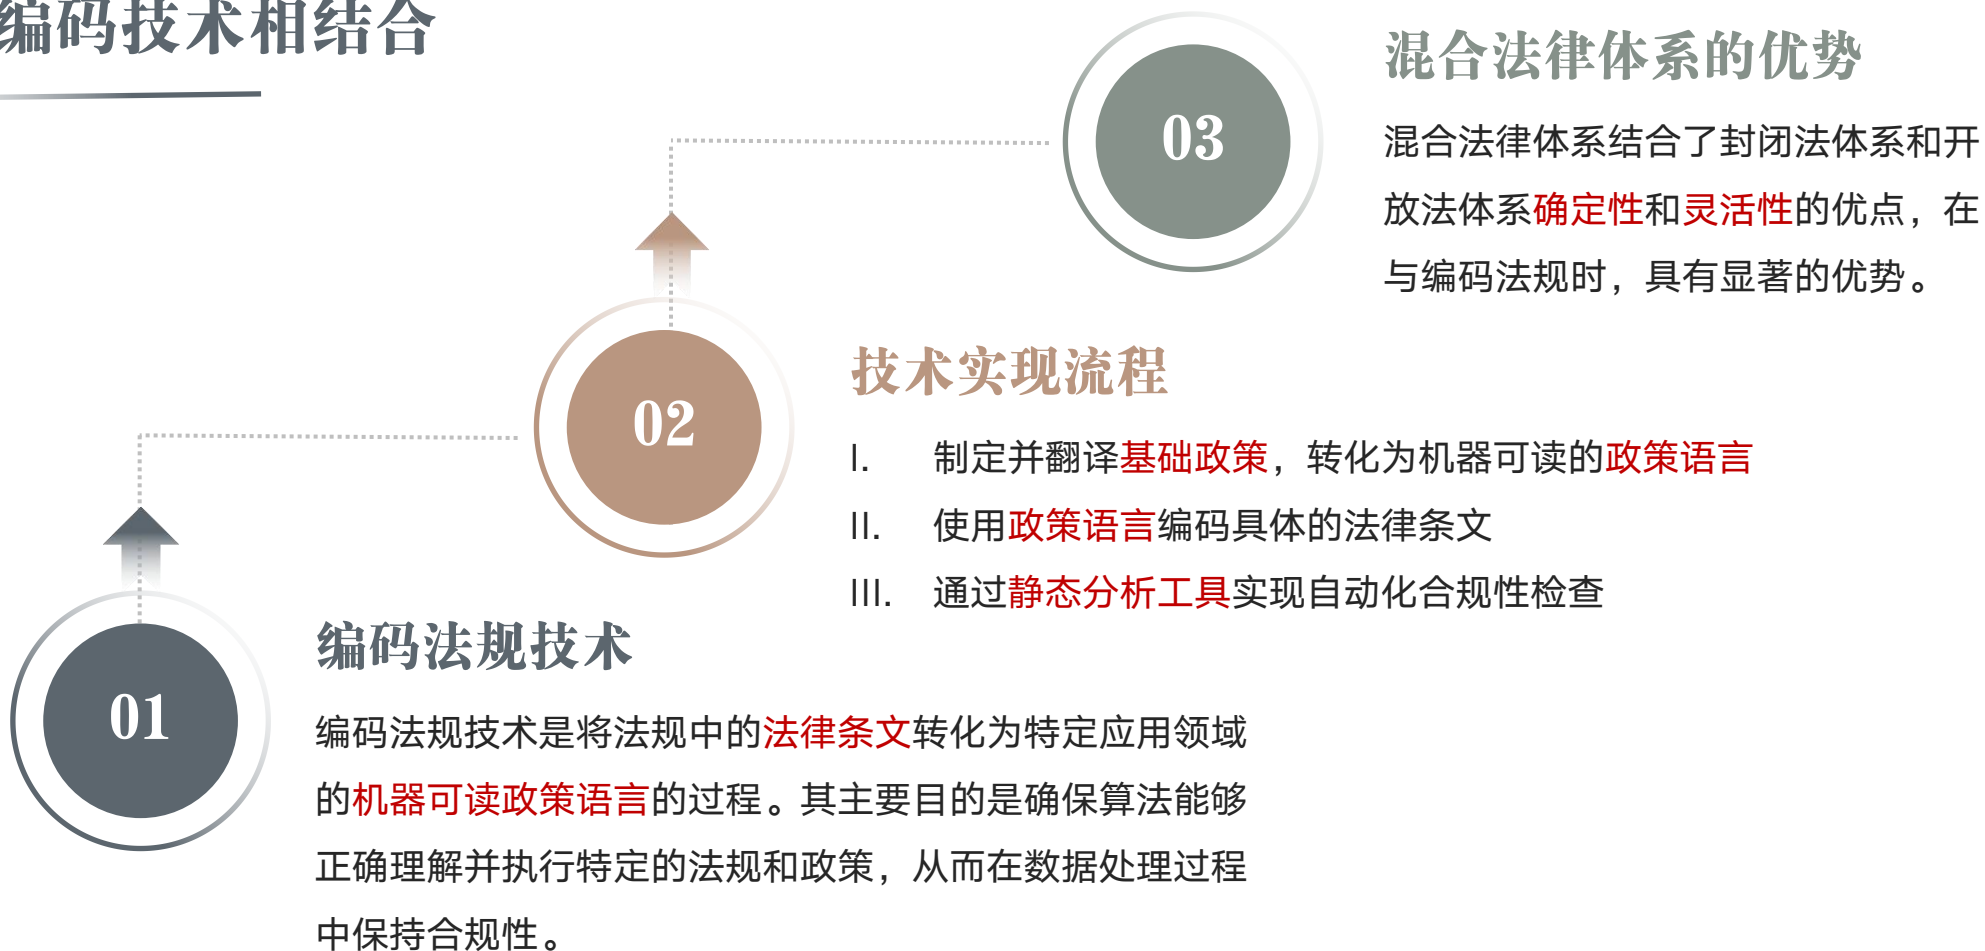 编码技术相结合
03
混合法律体系的优势
混合法律体系结合了封闭法体系和开
放法体系确定性和灵活性的优点，在
与编码法规时，具有显著的优势。
02
技术实现流程
I. 制定并翻译基础政策，转化为机器可读的政策语言
II. 使用政策语言编码具体的法律条文
III. 通过静态分析工具实现自动化合规性检查
01
编码法规技术
编码法规技术是将法规中的法律条文转化为特定应用领域
的机器可读政策语言的过程。其主要目的是确保算法能够
正确理解并执行特定的法规和政策，从而在数据处理过程
中保持合规性。